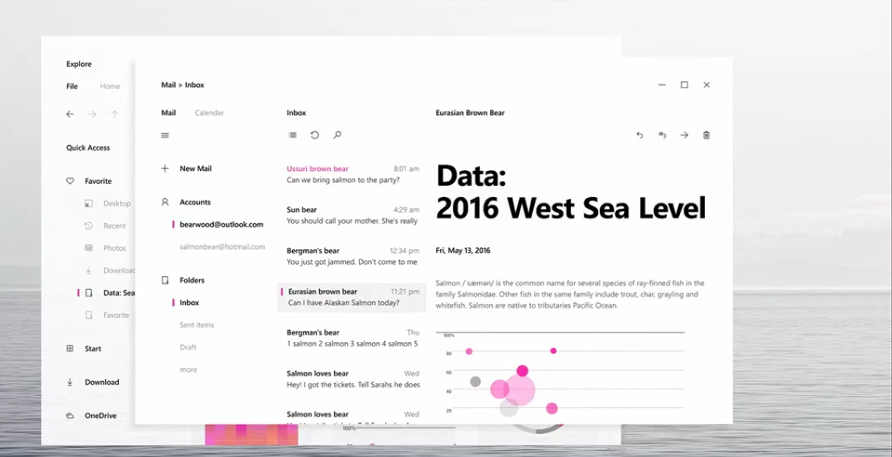 Explore
File Home
Quick Access
Favorite
Desktop
Recent
Photos
Downloac
Data: Sea
Favorite
Start
Download
OneDrive
Mail > Inbox
Mail Calendar
New Mail
Accounts
bearwood@outlook.com
salmonbear@hotmail.com
Folders
Inbox
Sent items
Draft
more
Inbox
Ussuri brown bear 8:01 am
Can we bring salmon to the party?
Sun bear 4:29 am
You should call your mother. She's really
Bergman's bear 12:34 pm
You just got jammed. Don't come to me
Eurasian brown bear 11:21 pm
Can I have Alaskan Salmon today?
Bergman's bear Thu
1 salmon 2 salmon 3 salmon 4 salmon 5
Salmon loves bear Wed
Hey! I got the tickets. Tell Sarahs he does
Salmon loves bear Wed
Eurasian Brown Bear
Data:
2016 West Sea Level
Fri, May 13, 2016
Salmon /ˈsæmən/ is the common name for several species of ray-finned fish in the
family Salmonidae. Other fish in the same family include trout, char, grayling and
whitefish. Salmon are native to tributaries Pacific Ocean.
100%
80
60
40
20
100%